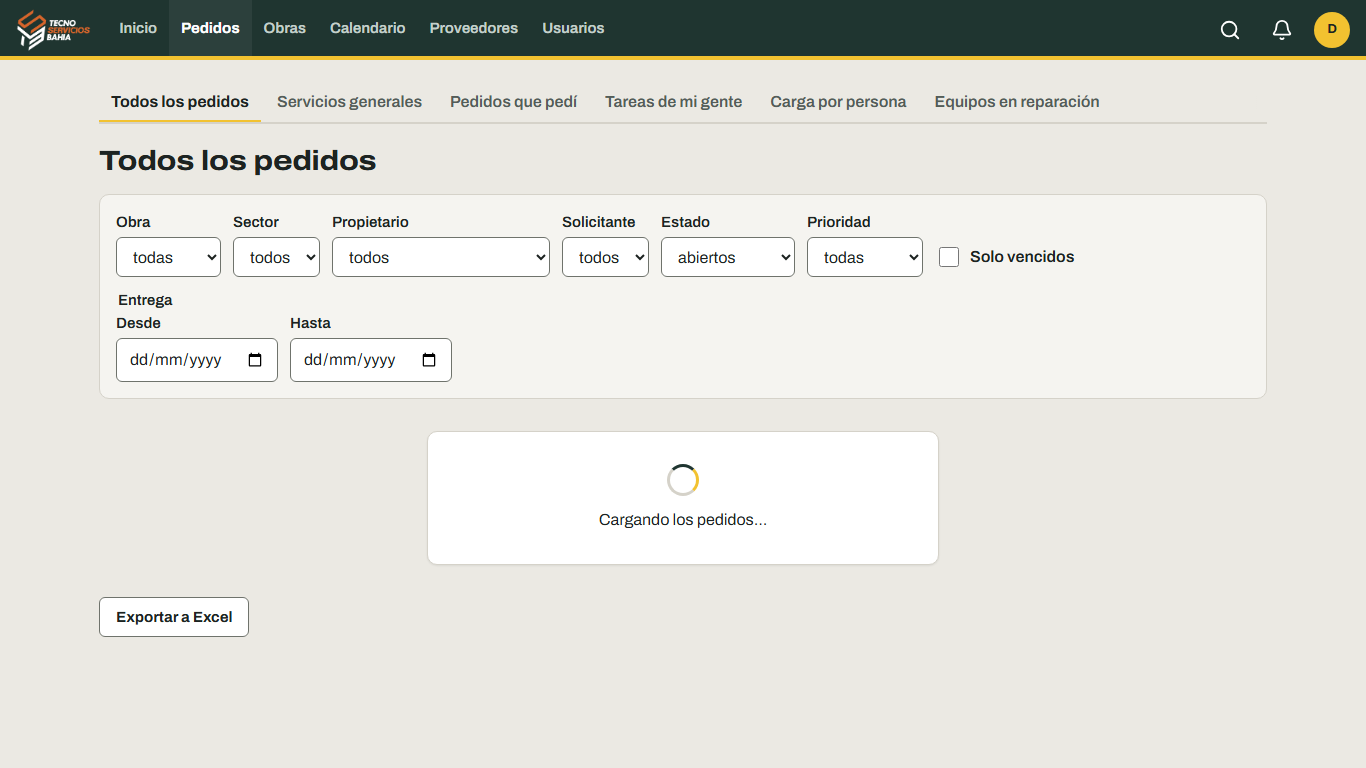 TECNO
SERVICIOS
BAHIA
Inicio Pedidos Obras Calendario Proveedores Usuarios D
Todos los pedidos Servicios generales Pedidos que pedí Tareas de mi gente Carga por persona Equipos en reparación
Todos los pedidos
Obra Sector Propietario Solicitante Estado Prioridad
todas todos todos todos abiertos todas Solo vencidos
Entrega
Desde Hasta
dd/mm/yyyy dd/mm/yyyy
Cargando los pedidos...
Exportar a Excel